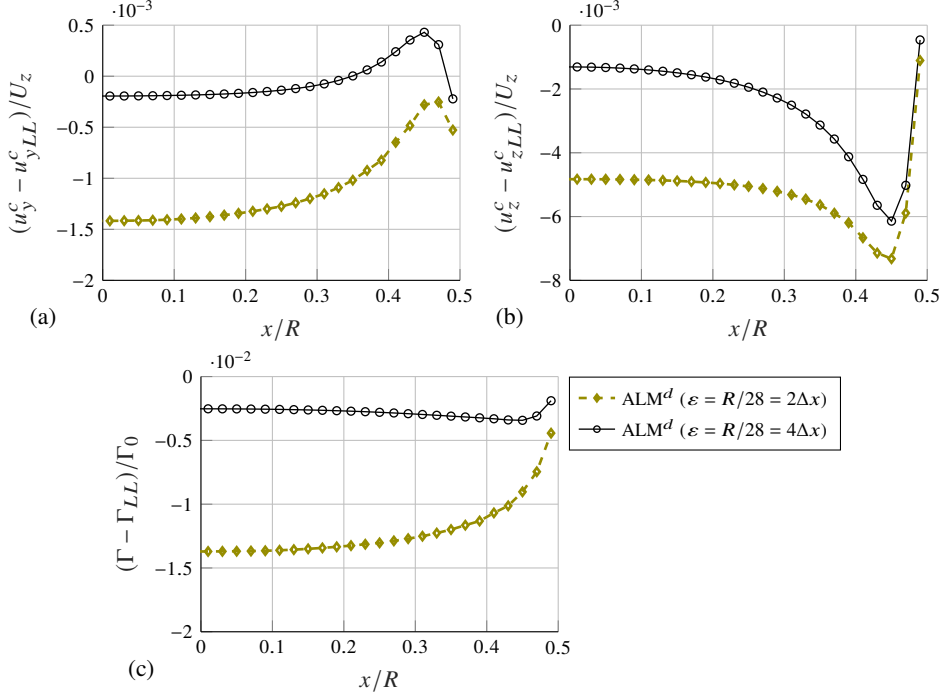 (a)
·10⁻³
0.5
0
−0.5
−1
−1.5
−2
0 0.1 0.2 0.3 0.4 0.5
x/R
(u_y^c − u_{yLL}^c)/U_z
(b)
·10⁻³
0
−2
−4
−6
−8
0 0.1 0.2 0.3 0.4 0.5
x/R
(u_z^c − u_{zLL}^c)/U_z
(c)
·10⁻²
0
−0.5
−1
−1.5
−2
0 0.1 0.2 0.3 0.4 0.5
x/R
(Γ − Γ_{LL})/Γ_0
ALM^d (ε = R/28 = 2Δx)
ALM^d (ε = R/28 = 4Δx)